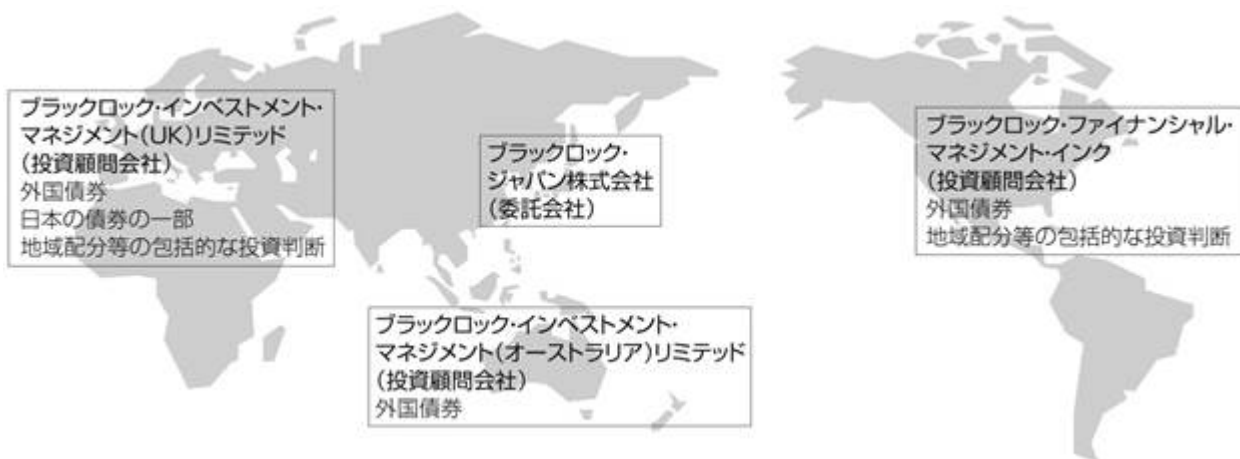 ブラックロック・インベストメント・
マネジメント(UK)リミテッド
(投資顧問会社)
外国債券
日本の債券の一部
地域配分等の包括的な投資判断
ブラックロック・
ジャパン株式会社
(委託会社)
ブラックロック・ファイナンシャル・
マネジメント・インク
(投資顧問会社)
外国債券
地域配分等の包括的な投資判断
ブラックロック・インベストメント・
マネジメント(オーストラリア)リミテッド
(投資顧問会社)
外国債券